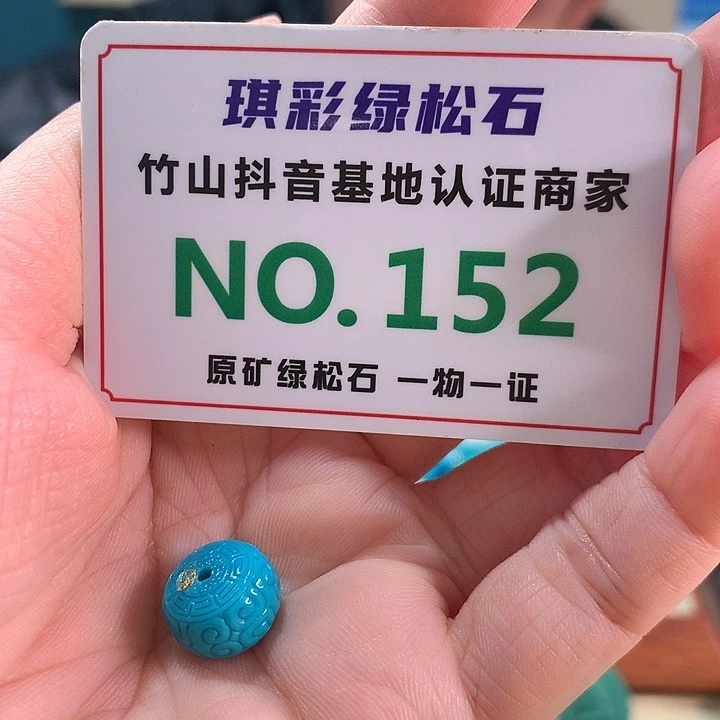 琪彩绿松石
竹山抖音基地认证商家
NO.152
原矿绿松石 一物一证